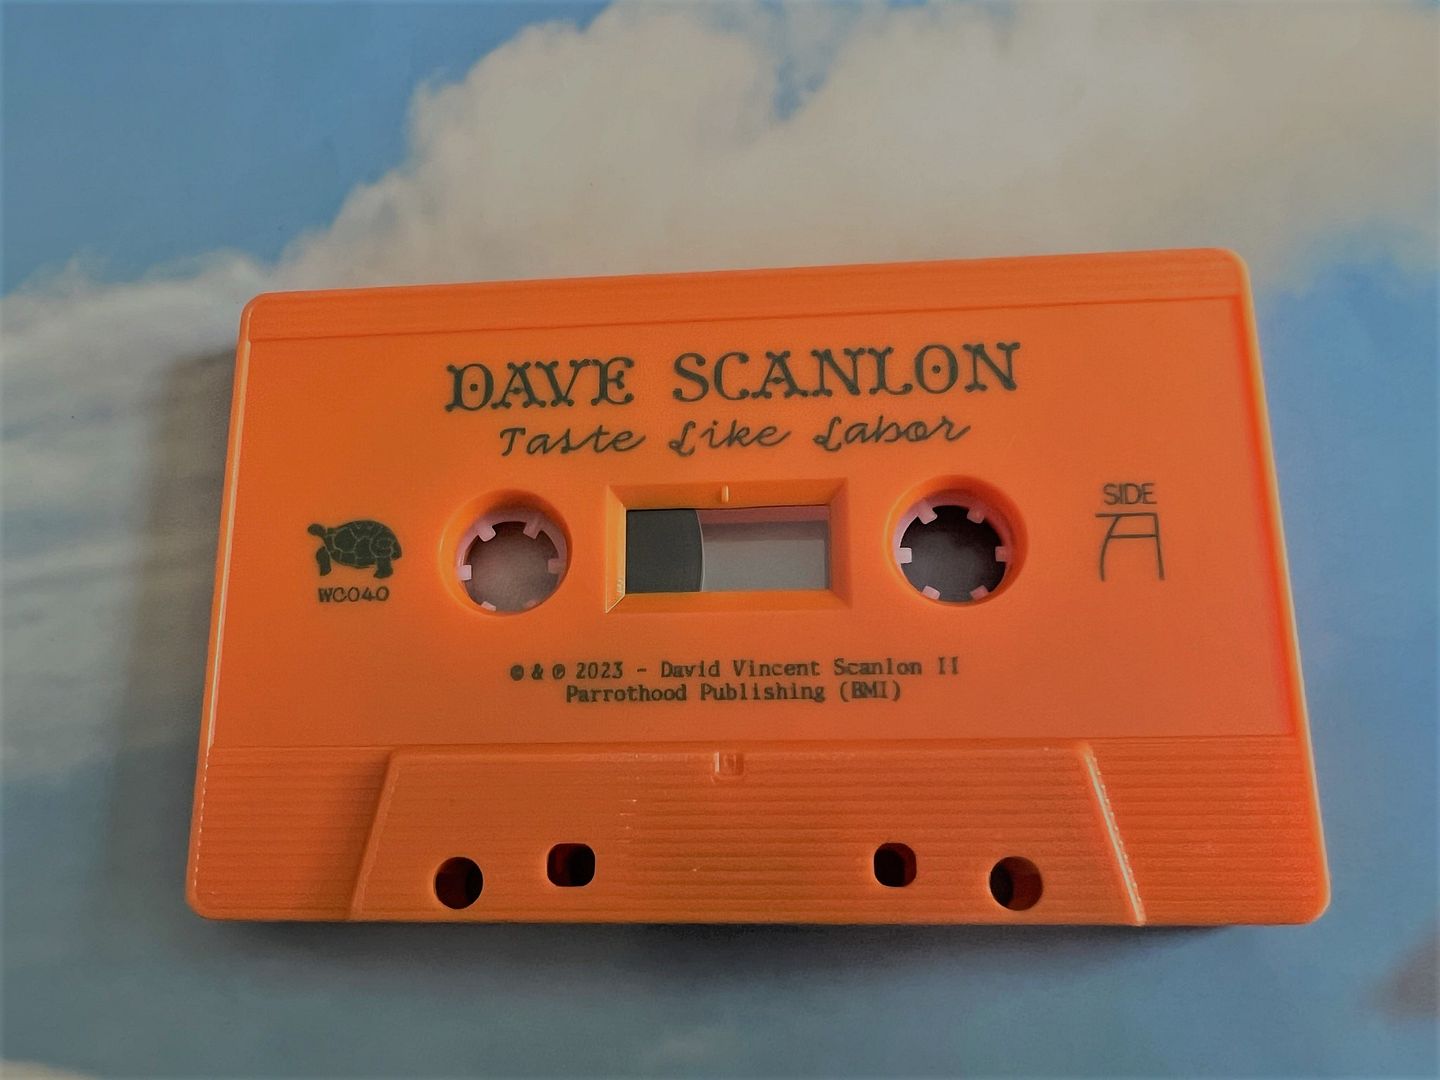 DAVE SCANLON
Taste Like Labor
SIDE
A
WC040
© & ℗ 2023 - David Vincent Scanlon II
Parrothood Publishing (BMI)